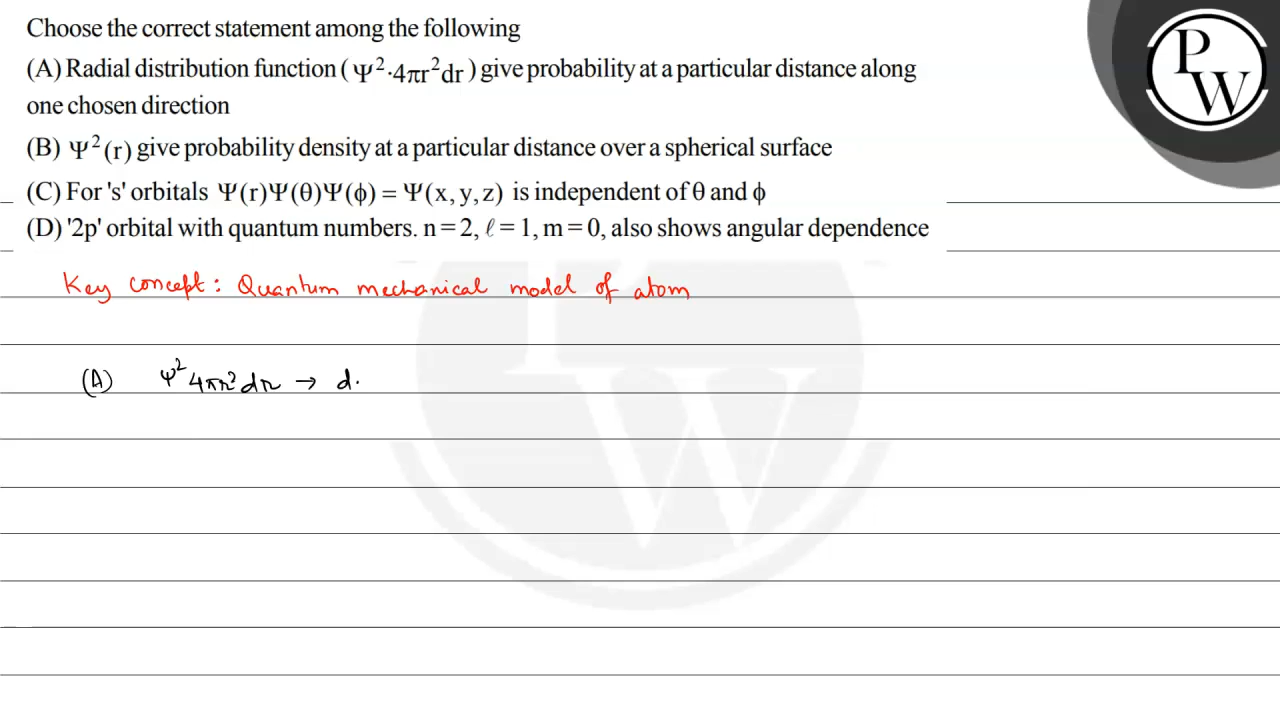 Choose the correct statement among the following
(A) Radial distribution function (Ψ²·4πr²dr) give probability at a particular distance along
one chosen direction
(B) Ψ²(r) give probability density at a particular distance over a spherical surface
(C) For 's' orbitals Ψ(r)Ψ(θ)Ψ(ϕ) = Ψ(x, y, z) is independent of θ and ϕ
(D) '2p' orbital with quantum numbers. n = 2, ℓ = 1, m = 0, also shows angular dependence
Key concept: Quantum mechanical model of atom
(A) Ψ² 4πr² dr → d.
P
W